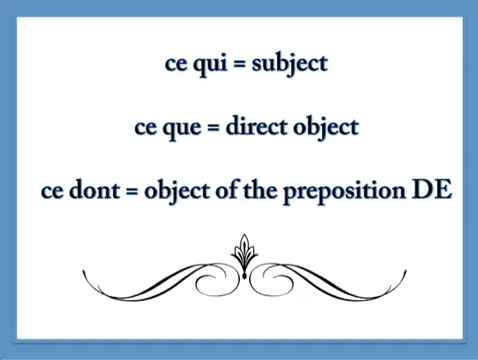 ce qui = subject
ce que = direct object
ce dont = object of the preposition DE